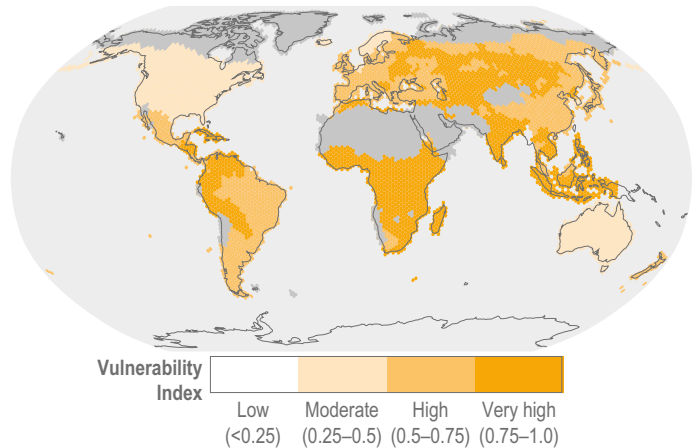 Vulnerability
Index
Low Moderate High Very high
(<0.25) (0.25–0.5) (0.5–0.75) (0.75–1.0)